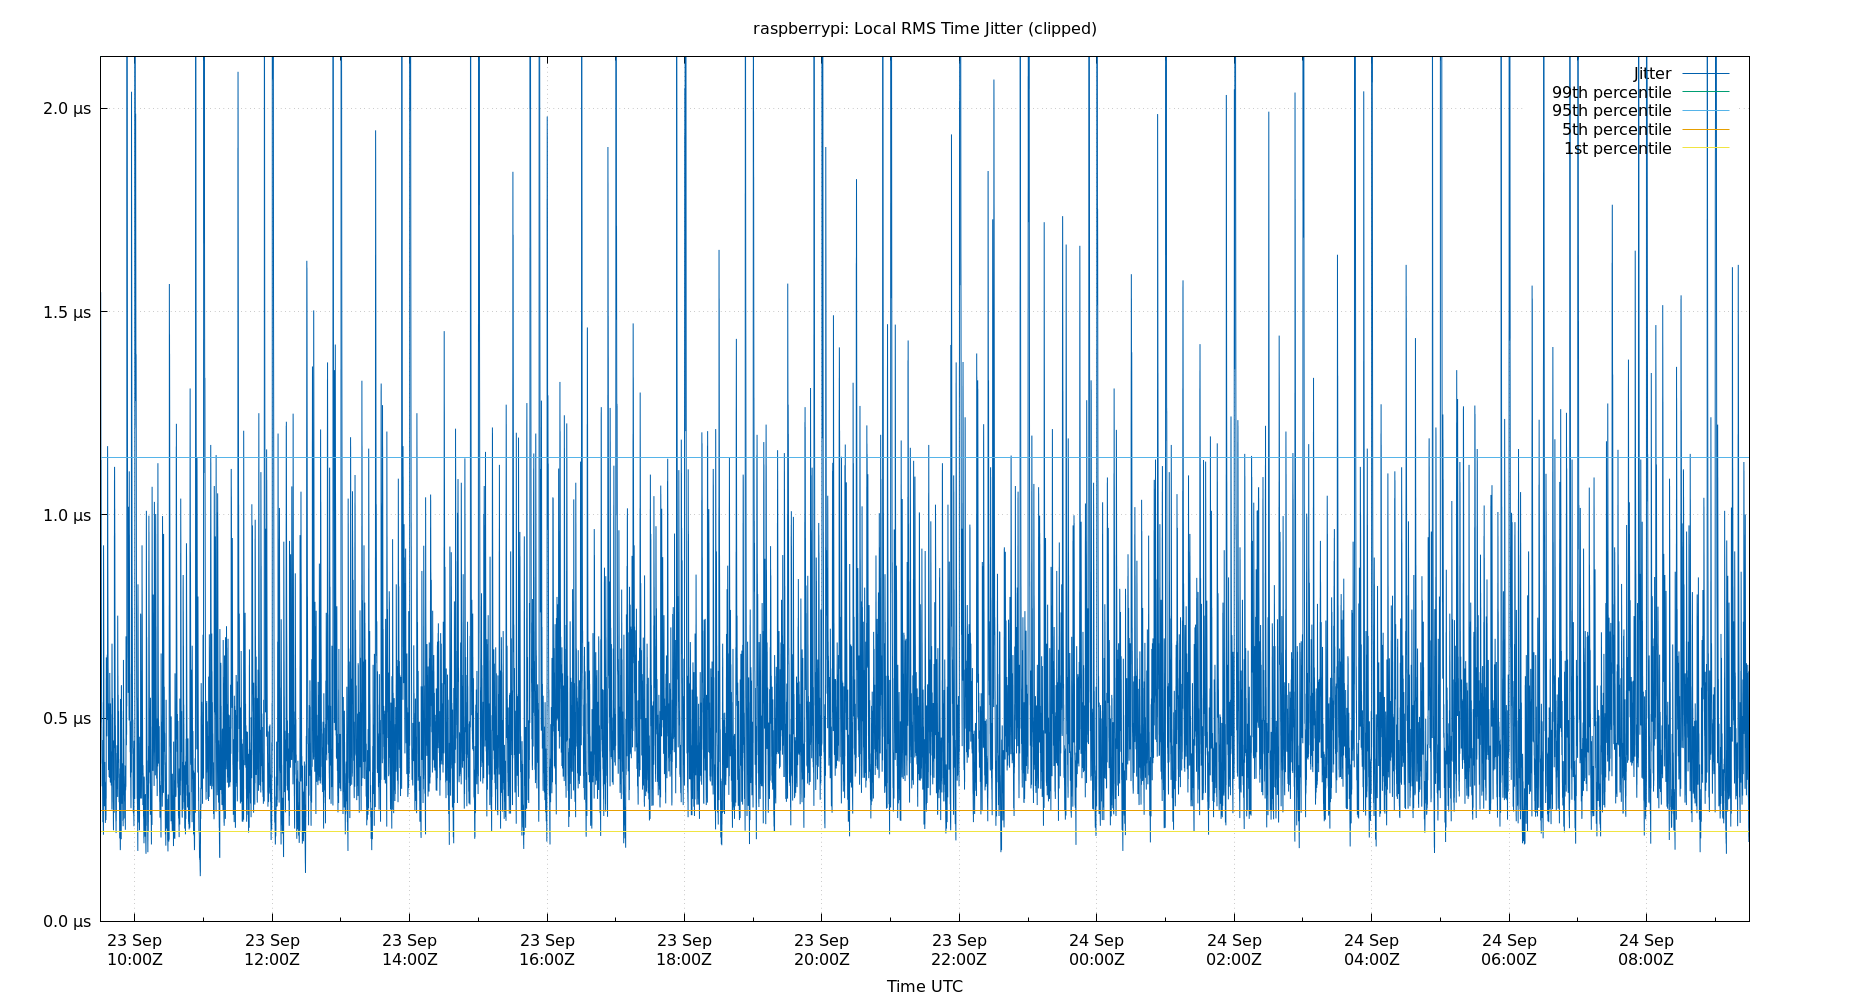 raspberrypi: Local RMS Time Jitter (clipped)
Jitter
99th percentile
95th percentile
5th percentile
1st percentile
2.0 µs
1.5 µs
1.0 µs
0.5 µs
0.0 µs
23 Sep 23 Sep 23 Sep 23 Sep 23 Sep 23 Sep 23 Sep 24 Sep 24 Sep 24 Sep 24 Sep 24 Sep
10:00Z 12:00Z 14:00Z 16:00Z 18:00Z 20:00Z 22:00Z 00:00Z 02:00Z 04:00Z 06:00Z 08:00Z
Time UTC